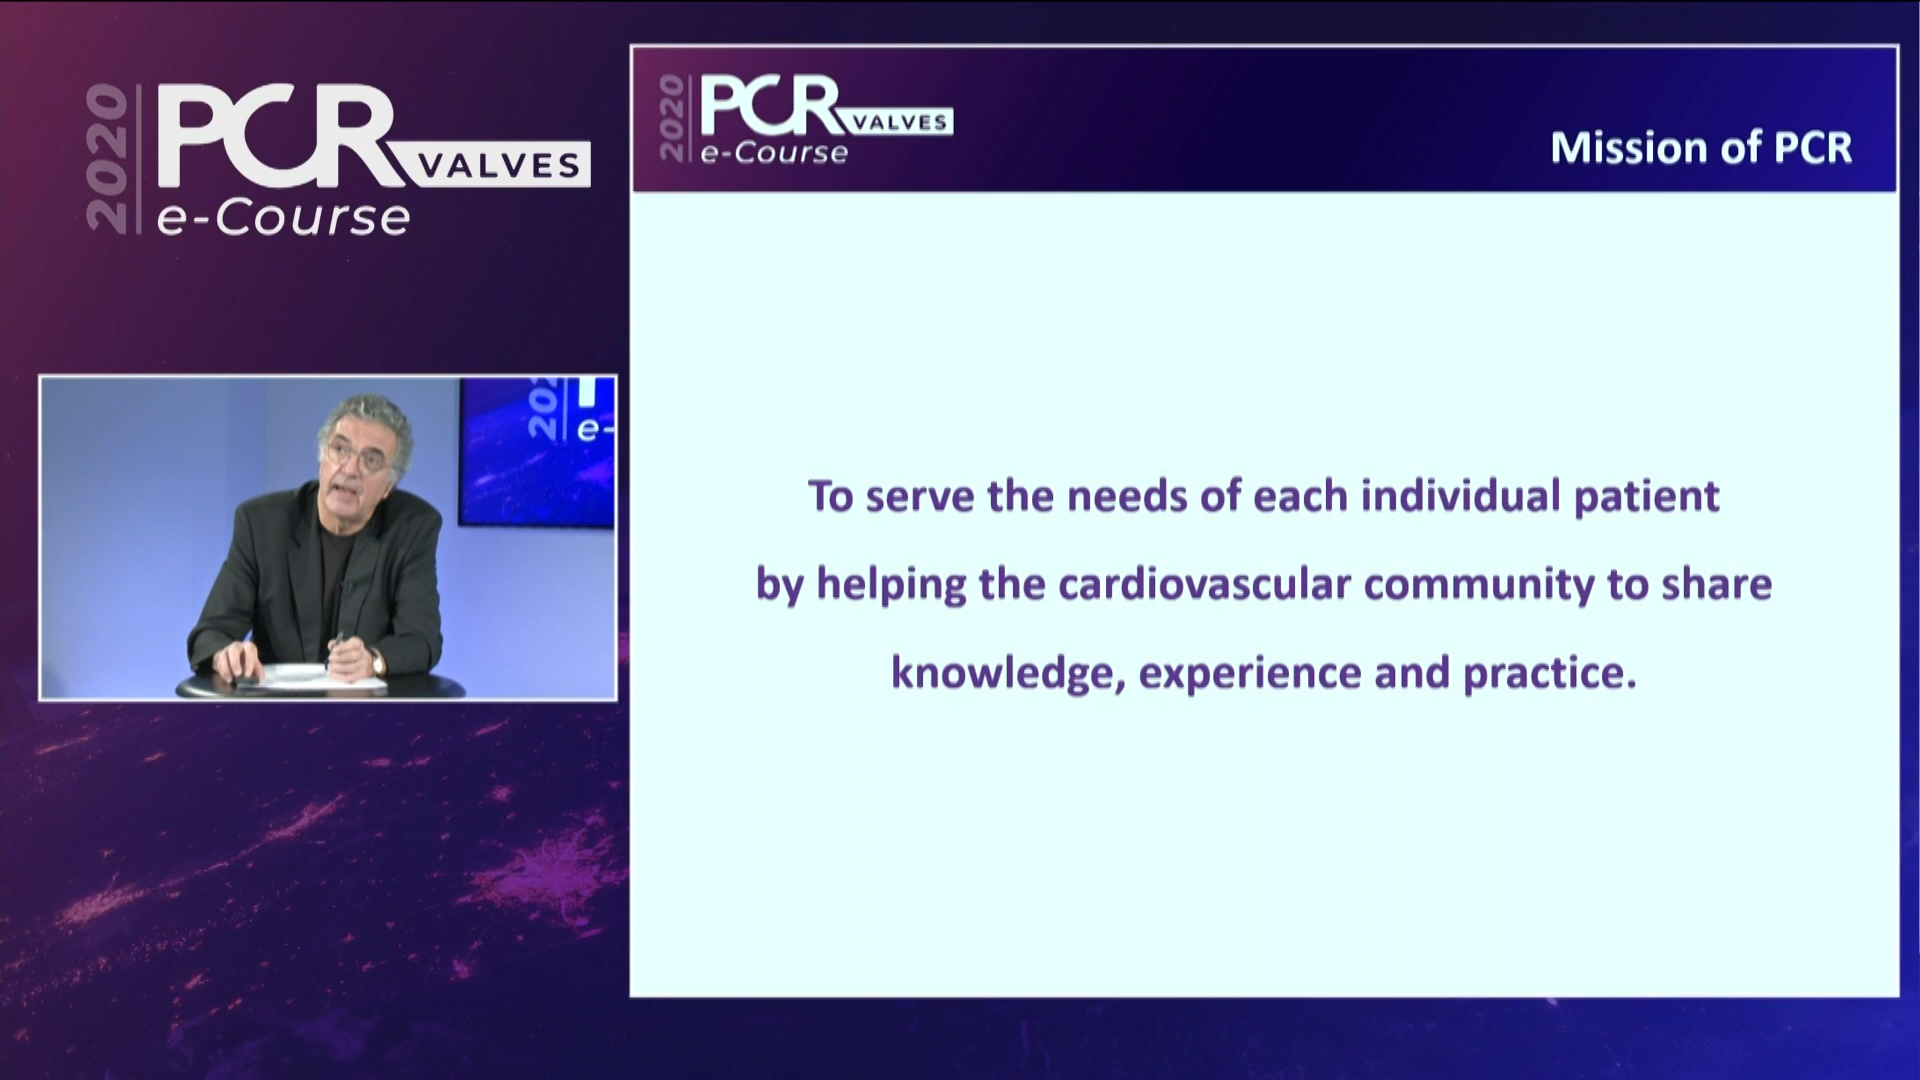 2020
PCR
VALVES
e-Course
202
e-
2020
PCR
VALVES
e-Course
Mission of PCR
To serve the needs of each individual patient
by helping the cardiovascular community to share
knowledge, experience and practice.